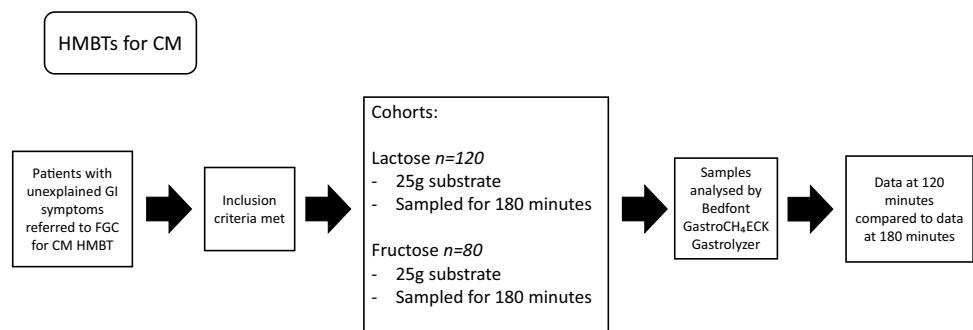 HMBTs for CM
Patients with
unexplained GI
symptoms
referred to FGC
for CM HMBT
Inclusion
criteria met
Cohorts:
Lactose n=120
- 25g substrate
- Sampled for 180 minutes
Fructose n=80
- 25g substrate
- Sampled for 180 minutes
Samples
analysed by
Bedfont
GastroCH₄ECK
Gastrolyzer
Data at 120
minutes
compared to data
at 180 minutes